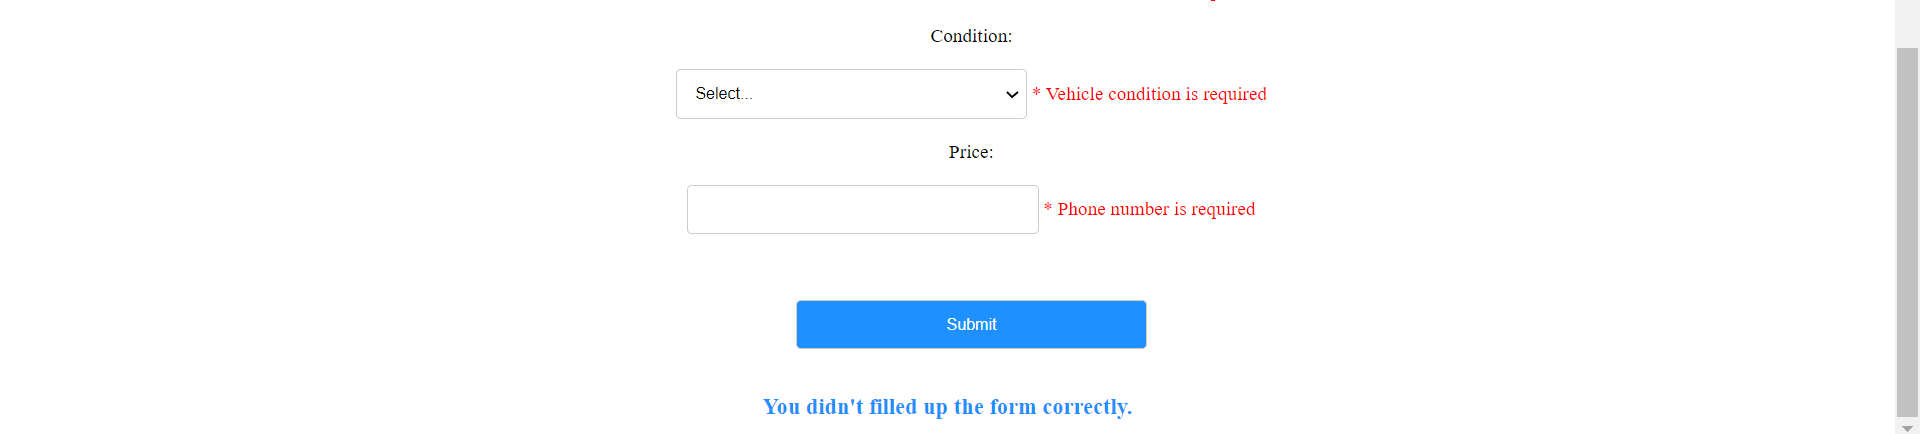 Condition:
Select... * Vehicle condition is required
Price:
* Phone number is required
Submit
You didn't filled up the form correctly.